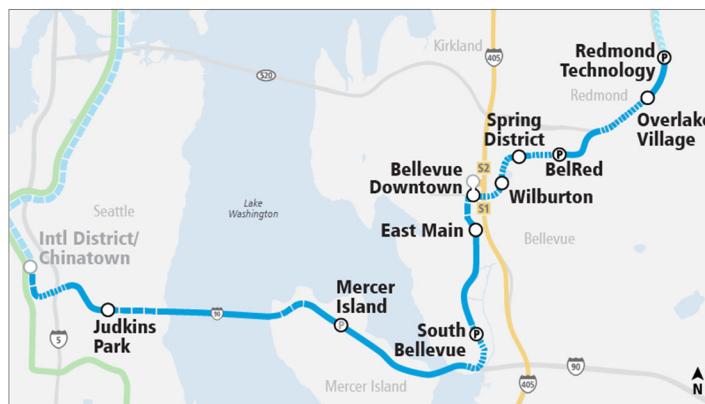 Kirkland
405
Redmond
Technology
P
520
Redmond
Spring
District
Overlake
Village
P
BelRed
S2
Bellevue
Downtown
Wilburton
S1
Seattle
Lake
Washington
East Main
Bellevue
Intl District/
Chinatown
Mercer
Island
90
P
Judkins
Park
South
Bellevue
P
5
90
Mercer Island
405
N